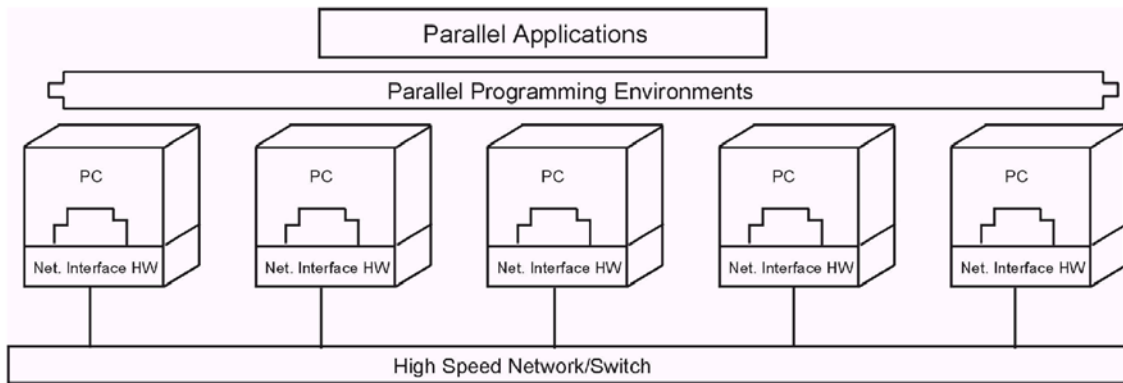 Parallel Applications
Parallel Programming Environments
PC PC PC PC PC
Net. Interface HW Net. Interface HW Net. Interface HW Net. Interface HW Net. Interface HW
High Speed Network/Switch